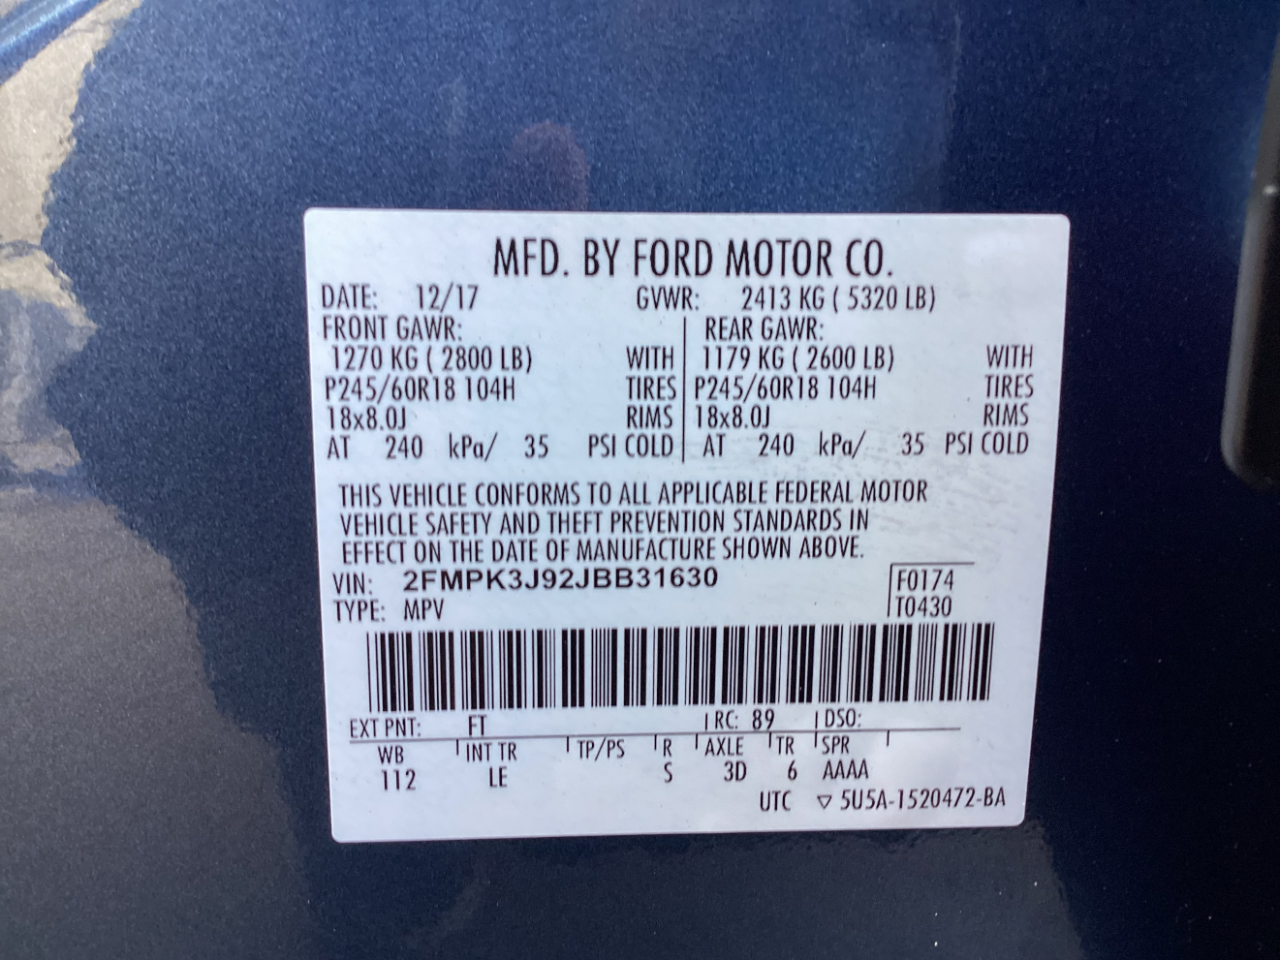 MFD. BY FORD MOTOR CO.
DATE: 12/17 GVWR: 2413 KG ( 5320 LB)
FRONT GAWR: REAR GAWR:
1270 KG ( 2800 LB) WITH 1179 KG ( 2600 LB) WITH
P245/60R18 104H TIRES P245/60R18 104H TIRES
18x8.0J RIMS 18x8.0J RIMS
AT 240 kPa/ 35 PSI COLD AT 240 kPa/ 35 PSI COLD
THIS VEHICLE CONFORMS TO ALL APPLICABLE FEDERAL MOTOR
VEHICLE SAFETY AND THEFT PREVENTION STANDARDS IN
EFFECT ON THE DATE OF MANUFACTURE SHOWN ABOVE.
VIN: 2FMPK3J92JBB31630 F0174
TYPE: MPV T0430
EXT PNT: FT RC: 89 DSO:
WB INT TR TP/PS R AXLE TR SPR
112 LE S 3D 6 AAAA
UTC ▽ 5U5A-1520472-BA